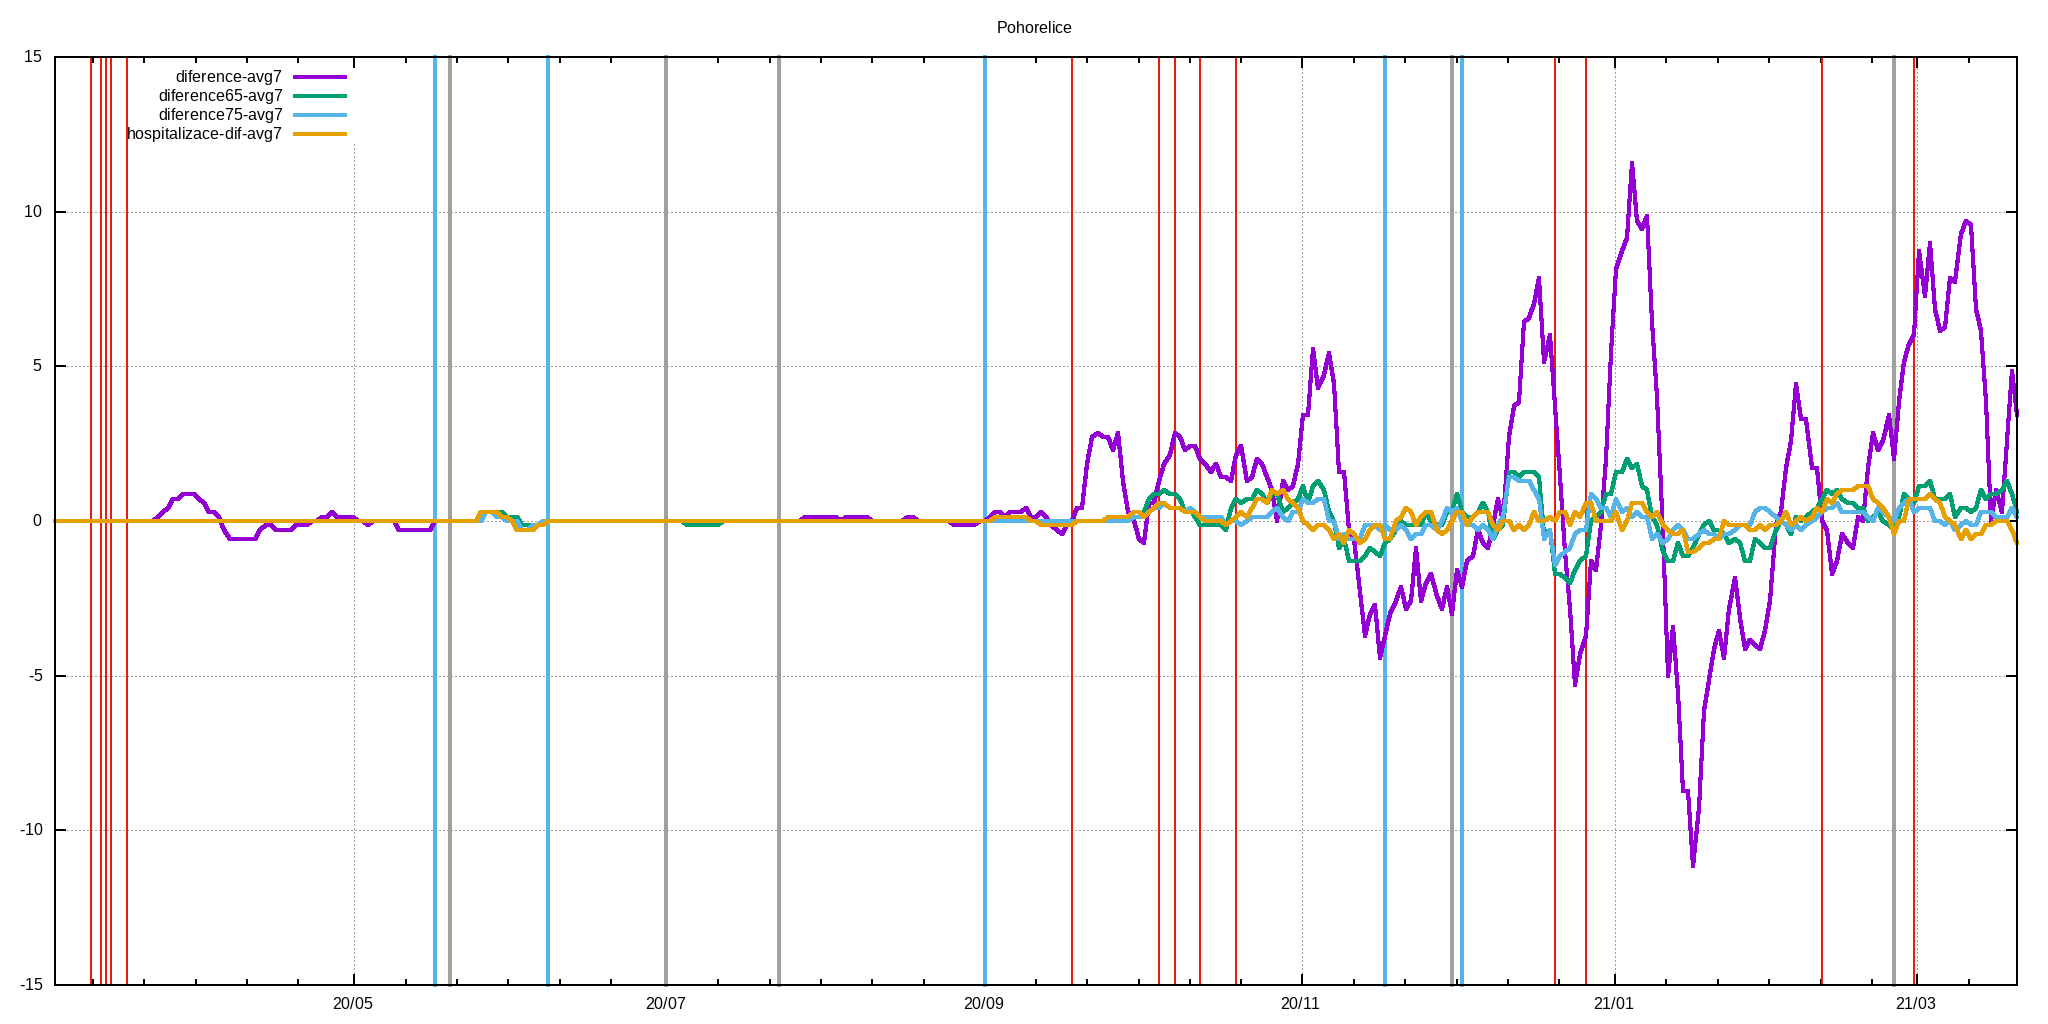 Pohorelice
15
diference-avg7
diference65-avg7
diference75-avg7
hospitalizace-dif-avg7
10
5
0
-5
-10
-15
20/05 20/07 20/09 20/11 21/01 21/03